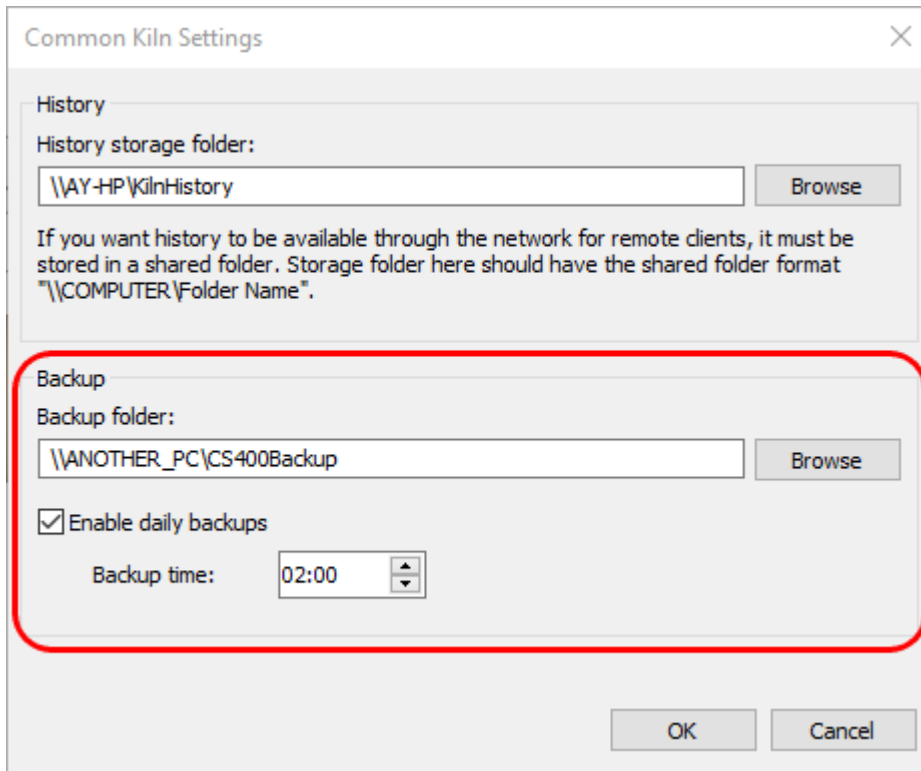 Common Kiln Settings
History
History storage folder:
\\AY-HP\KilnHistory
Browse
If you want history to be available through the network for remote clients, it must be
stored in a shared folder. Storage folder here should have the shared folder format
"\\COMPUTER\Folder Name".
Backup
Backup folder:
\\ANOTHER_PC\CS400Backup
Browse
Enable daily backups
Backup time:
02:00
OK
Cancel